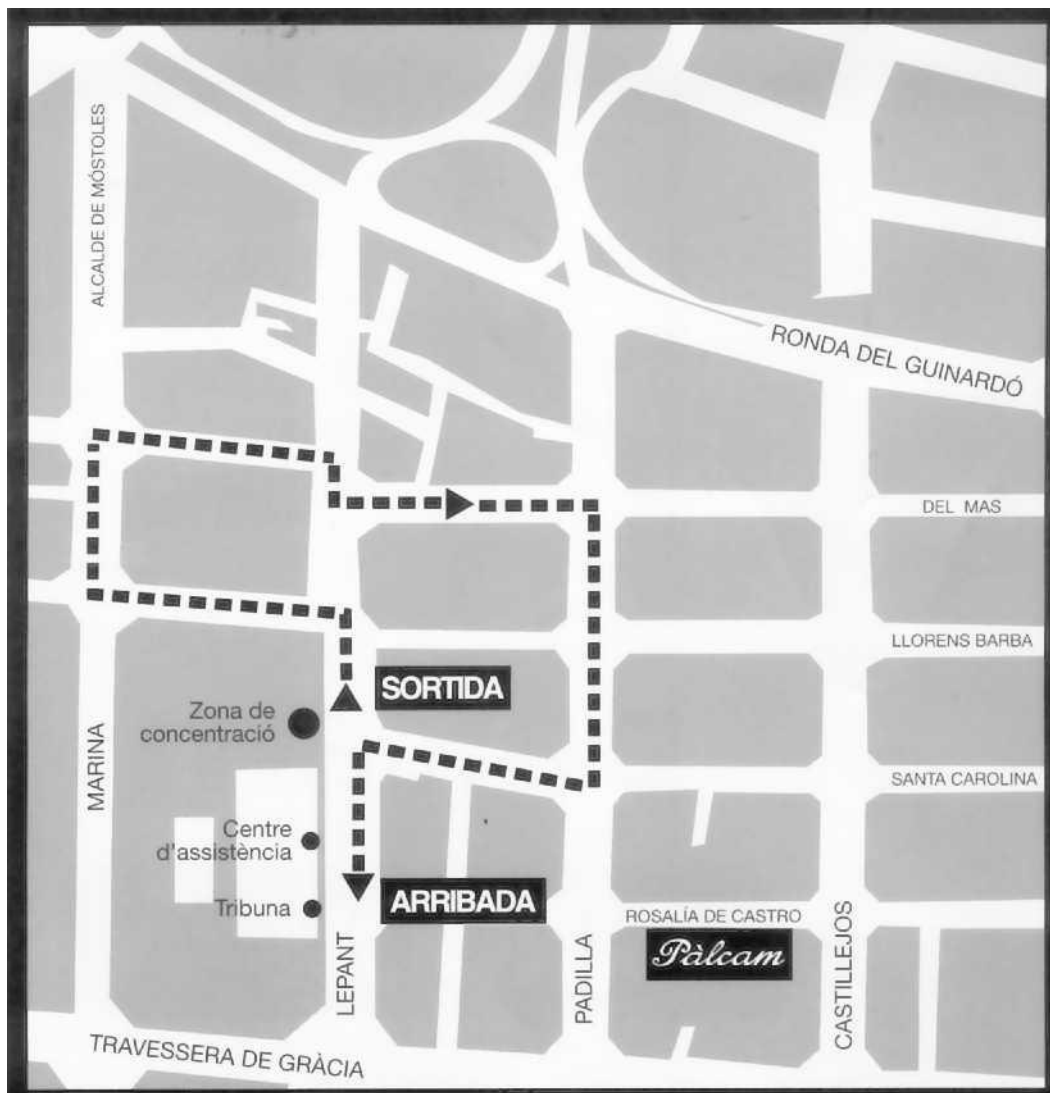 ALCALDE DE MÓSTOLES
RONDA DEL GUINARDÓ
DEL MAS
LLORENS BARBA
SORTIDA
Zona de
concentració
MARINA
SANTA CAROLINA
Centre
d'assistència
ARRIBADA
Tribuna
ROSALÍA DE CASTRO
Pàlcam
LEPANT
PADILLA
CASTILLEJOS
TRAVESSERA DE GRÀCIA